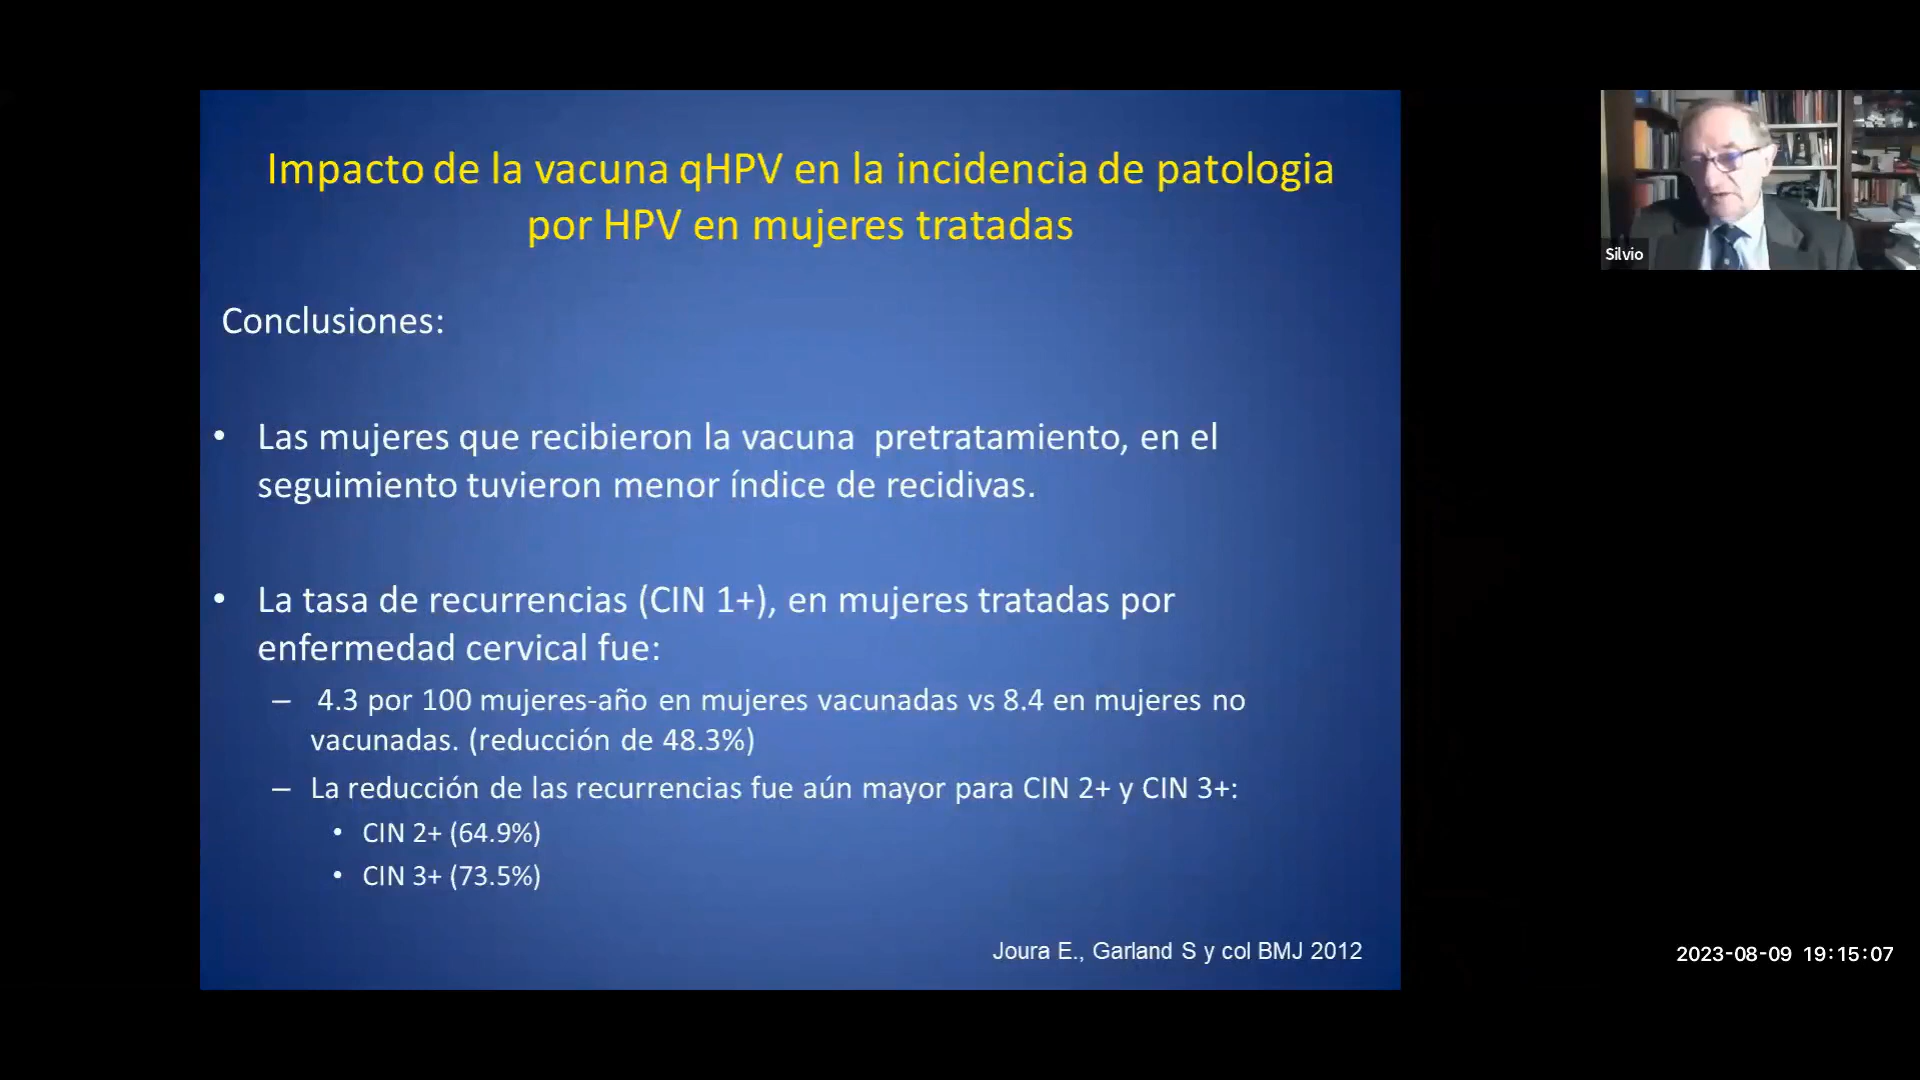 Impacto de la vacuna qHPV en la incidencia de patologia
por HPV en mujeres tratadas
Silvio
Conclusiones:
• Las mujeres que recibieron la vacuna pretratamiento, en el
seguimiento tuvieron menor índice de recidivas.
• La tasa de recurrencias (CIN 1+), en mujeres tratadas por
enfermedad cervical fue:
– 4.3 por 100 mujeres-año en mujeres vacunadas vs 8.4 en mujeres no
vacunadas. (reducción de 48.3%)
– La reducción de las recurrencias fue aún mayor para CIN 2+ y CIN 3+:
• CIN 2+ (64.9%)
• CIN 3+ (73.5%)
Joura E., Garland S y col BMJ 2012
2023-08-09 19:15:07